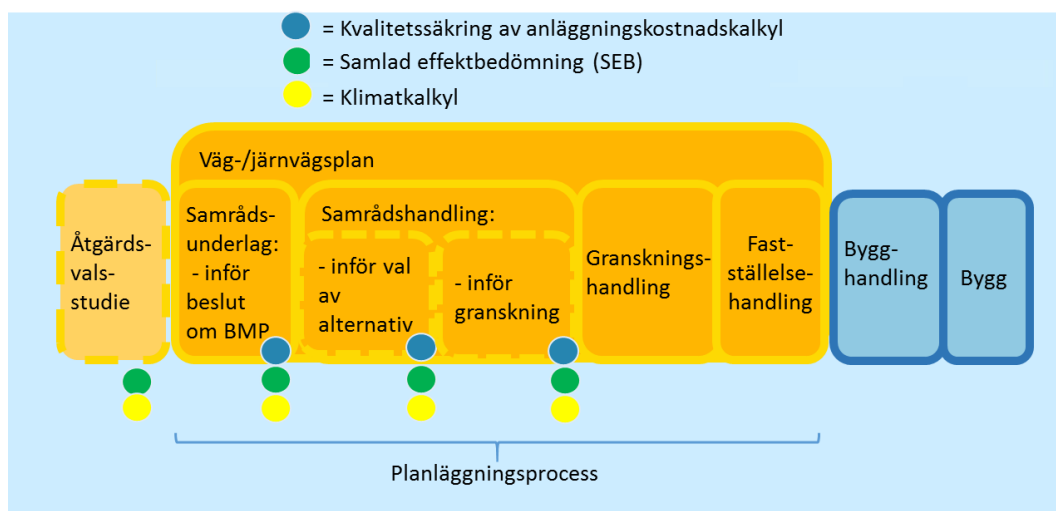 = Kvalitetssäkring av anläggningskostnadskalkyl
= Samlad effektbedömning (SEB)
= Klimatkalkyl
Väg-/järnvägsplan
Åtgärds-
vals-
studie
Samråds-
underlag:
- inför
beslut
om BMP
Samrådshandling:
- inför val
av
alternativ
- inför
granskning
Gransknings-
handling
Fast-
ställelse-
handling
Bygg-
handling
Bygg
Planläggningsprocess